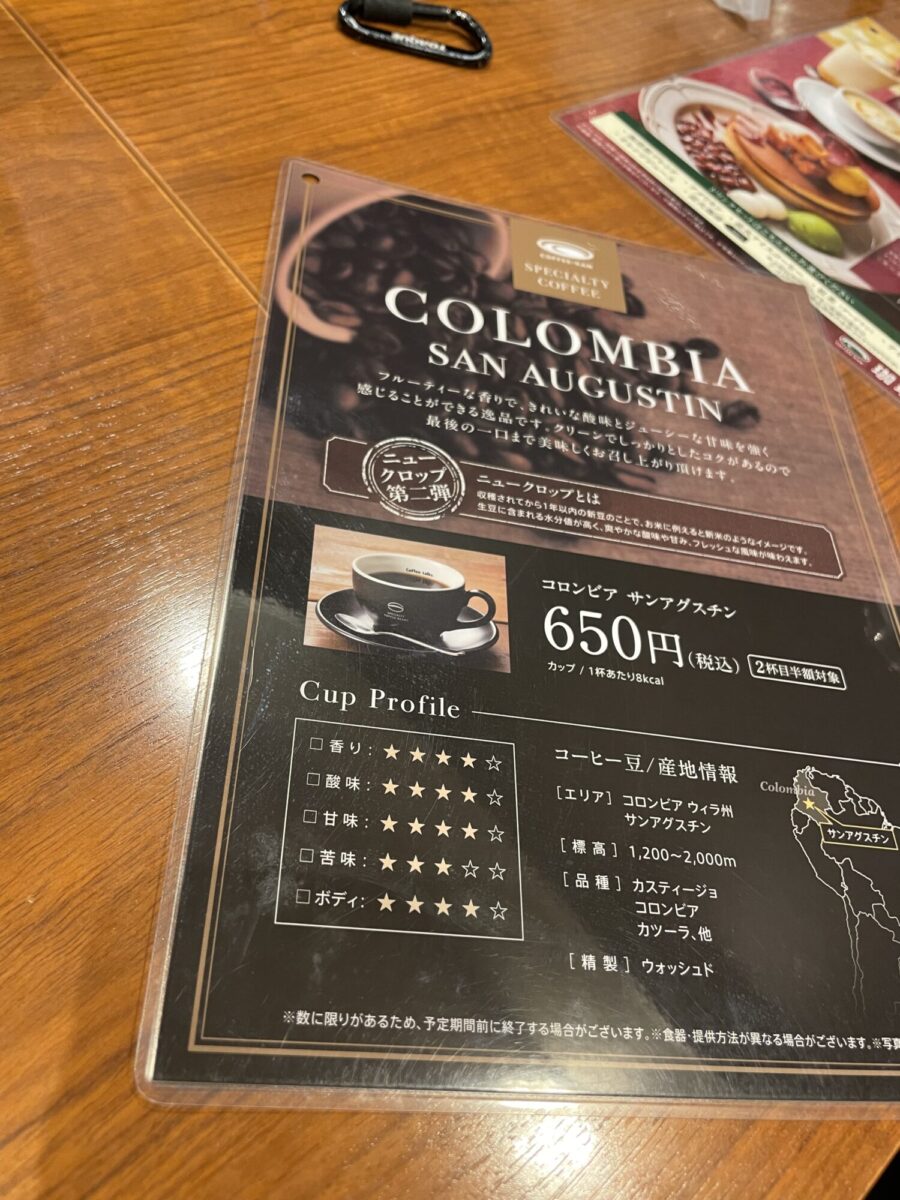 COFFEE-KAN
SPECIALTY
COFFEE
COLOMBIA
SAN AUGUSTIN
フルーティーな香りで、きれいな酸味とジューシーな甘味を強く
感じることができる逸品です。クリーンでしっかりとしたコクがあるので
最後の一口まで美味しくお召し上がり頂けます。
ニュー
クロップ
第二弾
ニュークロップとは
収穫されてから1年以内の新豆のことで、お米に例えると新米のようなイメージです。
生豆に含まれる水分値が高く、爽やかな酸味や甘み、フレッシュな風味が味わえます。
コロンビア サンアグスチン
650円(税込) 2杯目半額対象
カップ / 1杯あたり8kcal
Cup Profile
□ 香り: ★★★★☆
□ 酸味: ★★★★☆
□ 甘味: ★★★★☆
□ 苦味: ★★★☆☆
□ ボディ: ★★★★☆
コーヒー豆/産地情報
[エリア] コロンビア ウィラ州
サンアグスチン
[標高] 1,200〜2,000m
[品種] カスティージョ
コロンビア
カツーラ、他
[精製] ウォッシュド
Colombia
サンアグスチン
※数に限りがあるため、予定期間前に終了する場合がございます。※食器・提供方法が異なる場合がございます。※写真